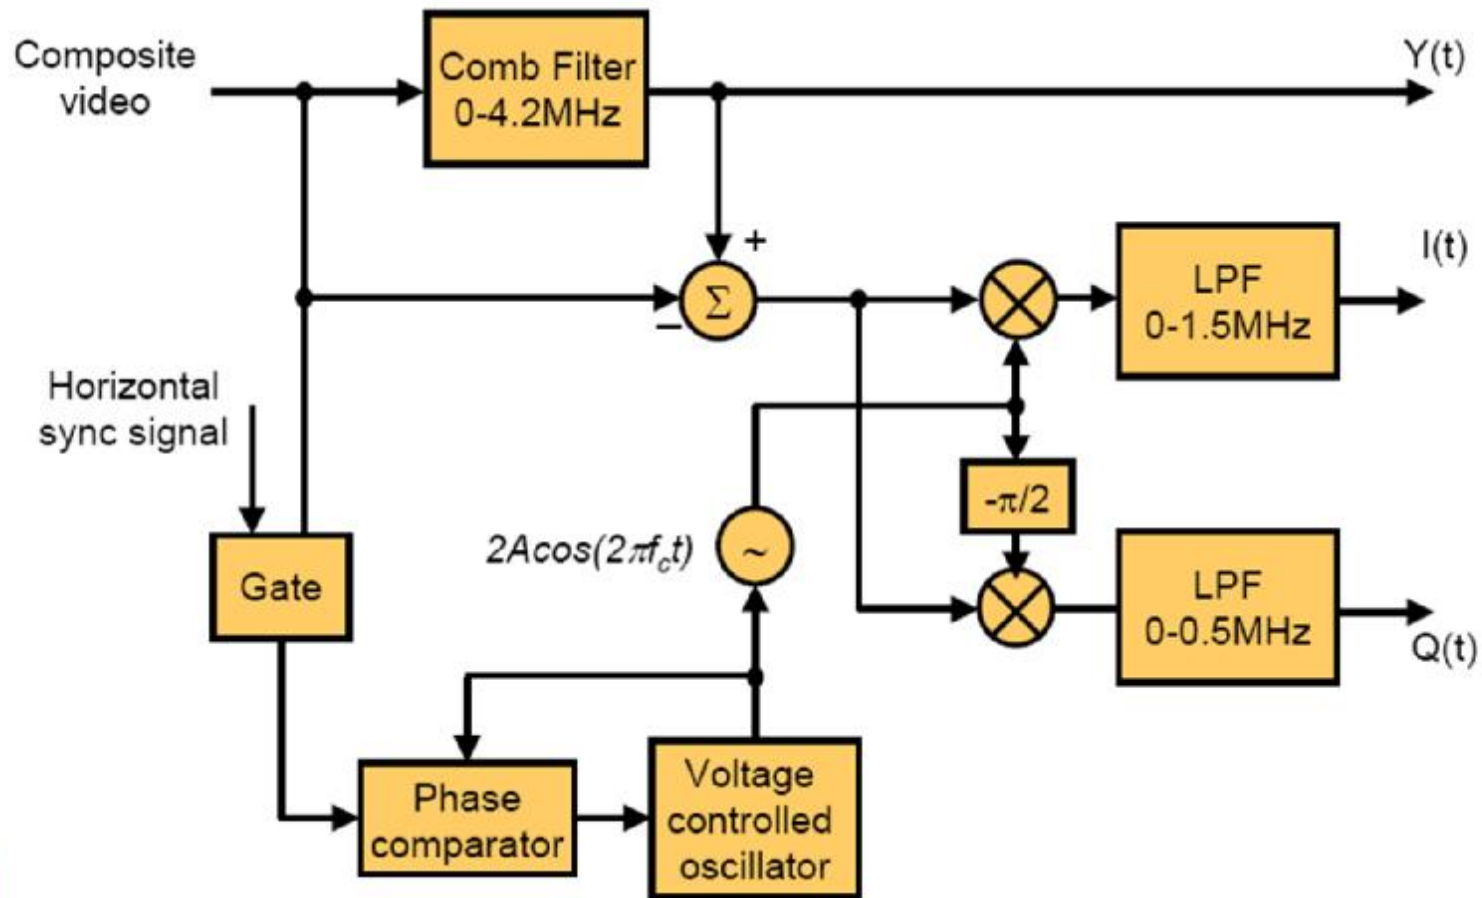 Composite
video
Comb Filter
0-4.2MHz
Y(t)
+
Σ
–
LPF
0-1.5MHz
I(t)
Horizontal
sync signal
-π/2
2Acos(2πf_ct)
~
Gate
LPF
0-0.5MHz
Q(t)
Phase
comparator
Voltage
controlled
oscillator